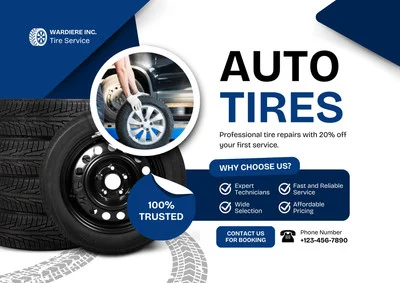 WARDIERE INC.
Tire Service
AUTO
TIRES
Professional tire repairs with 20% off
your first service.
WHY CHOOSE US?
Expert
Technicians
Fast and Reliable
Service
Wide
Selection
Affordable
Pricing
100%
TRUSTED
CONTACT US
FOR BOOKING
Phone Number
+123-456-7890